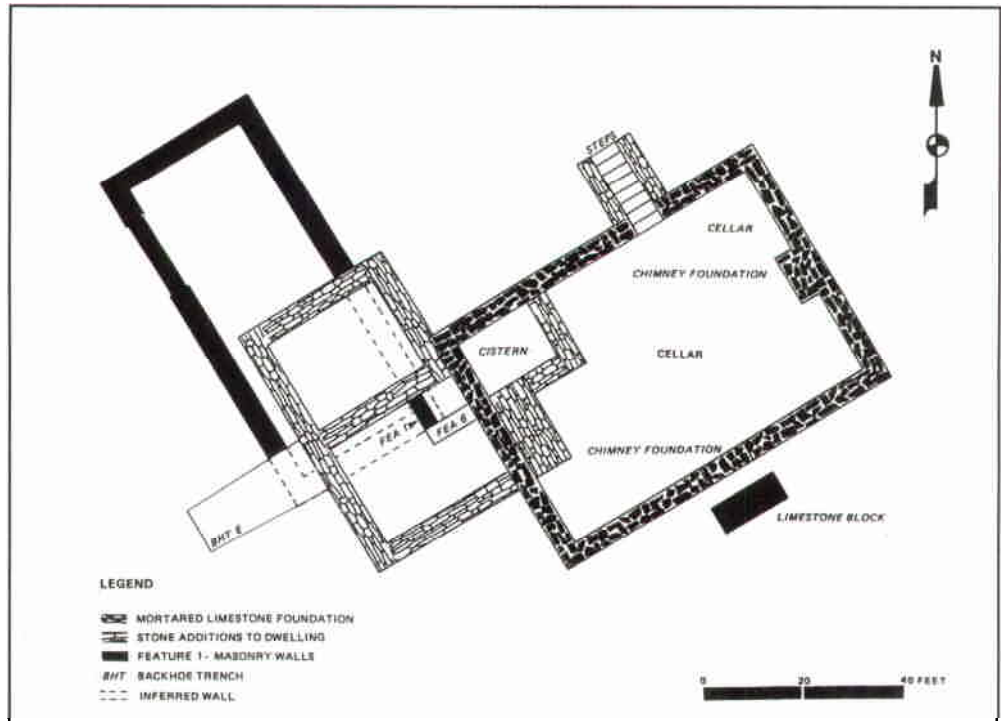 N
STEPS
CELLAR
CHIMNEY FOUNDATION
CISTERN
CELLAR
FEA 1
FEA 6
CHIMNEY FOUNDATION
BHT E
LIMESTONE BLOCK
LEGEND
MORTARED LIMESTONE FOUNDATION
STONE ADDITIONS TO DWELLING
FEATURE 1 - MASONRY WALLS
BHT BACKHOE TRENCH
INFERRED WALL
0 20 40 FEET